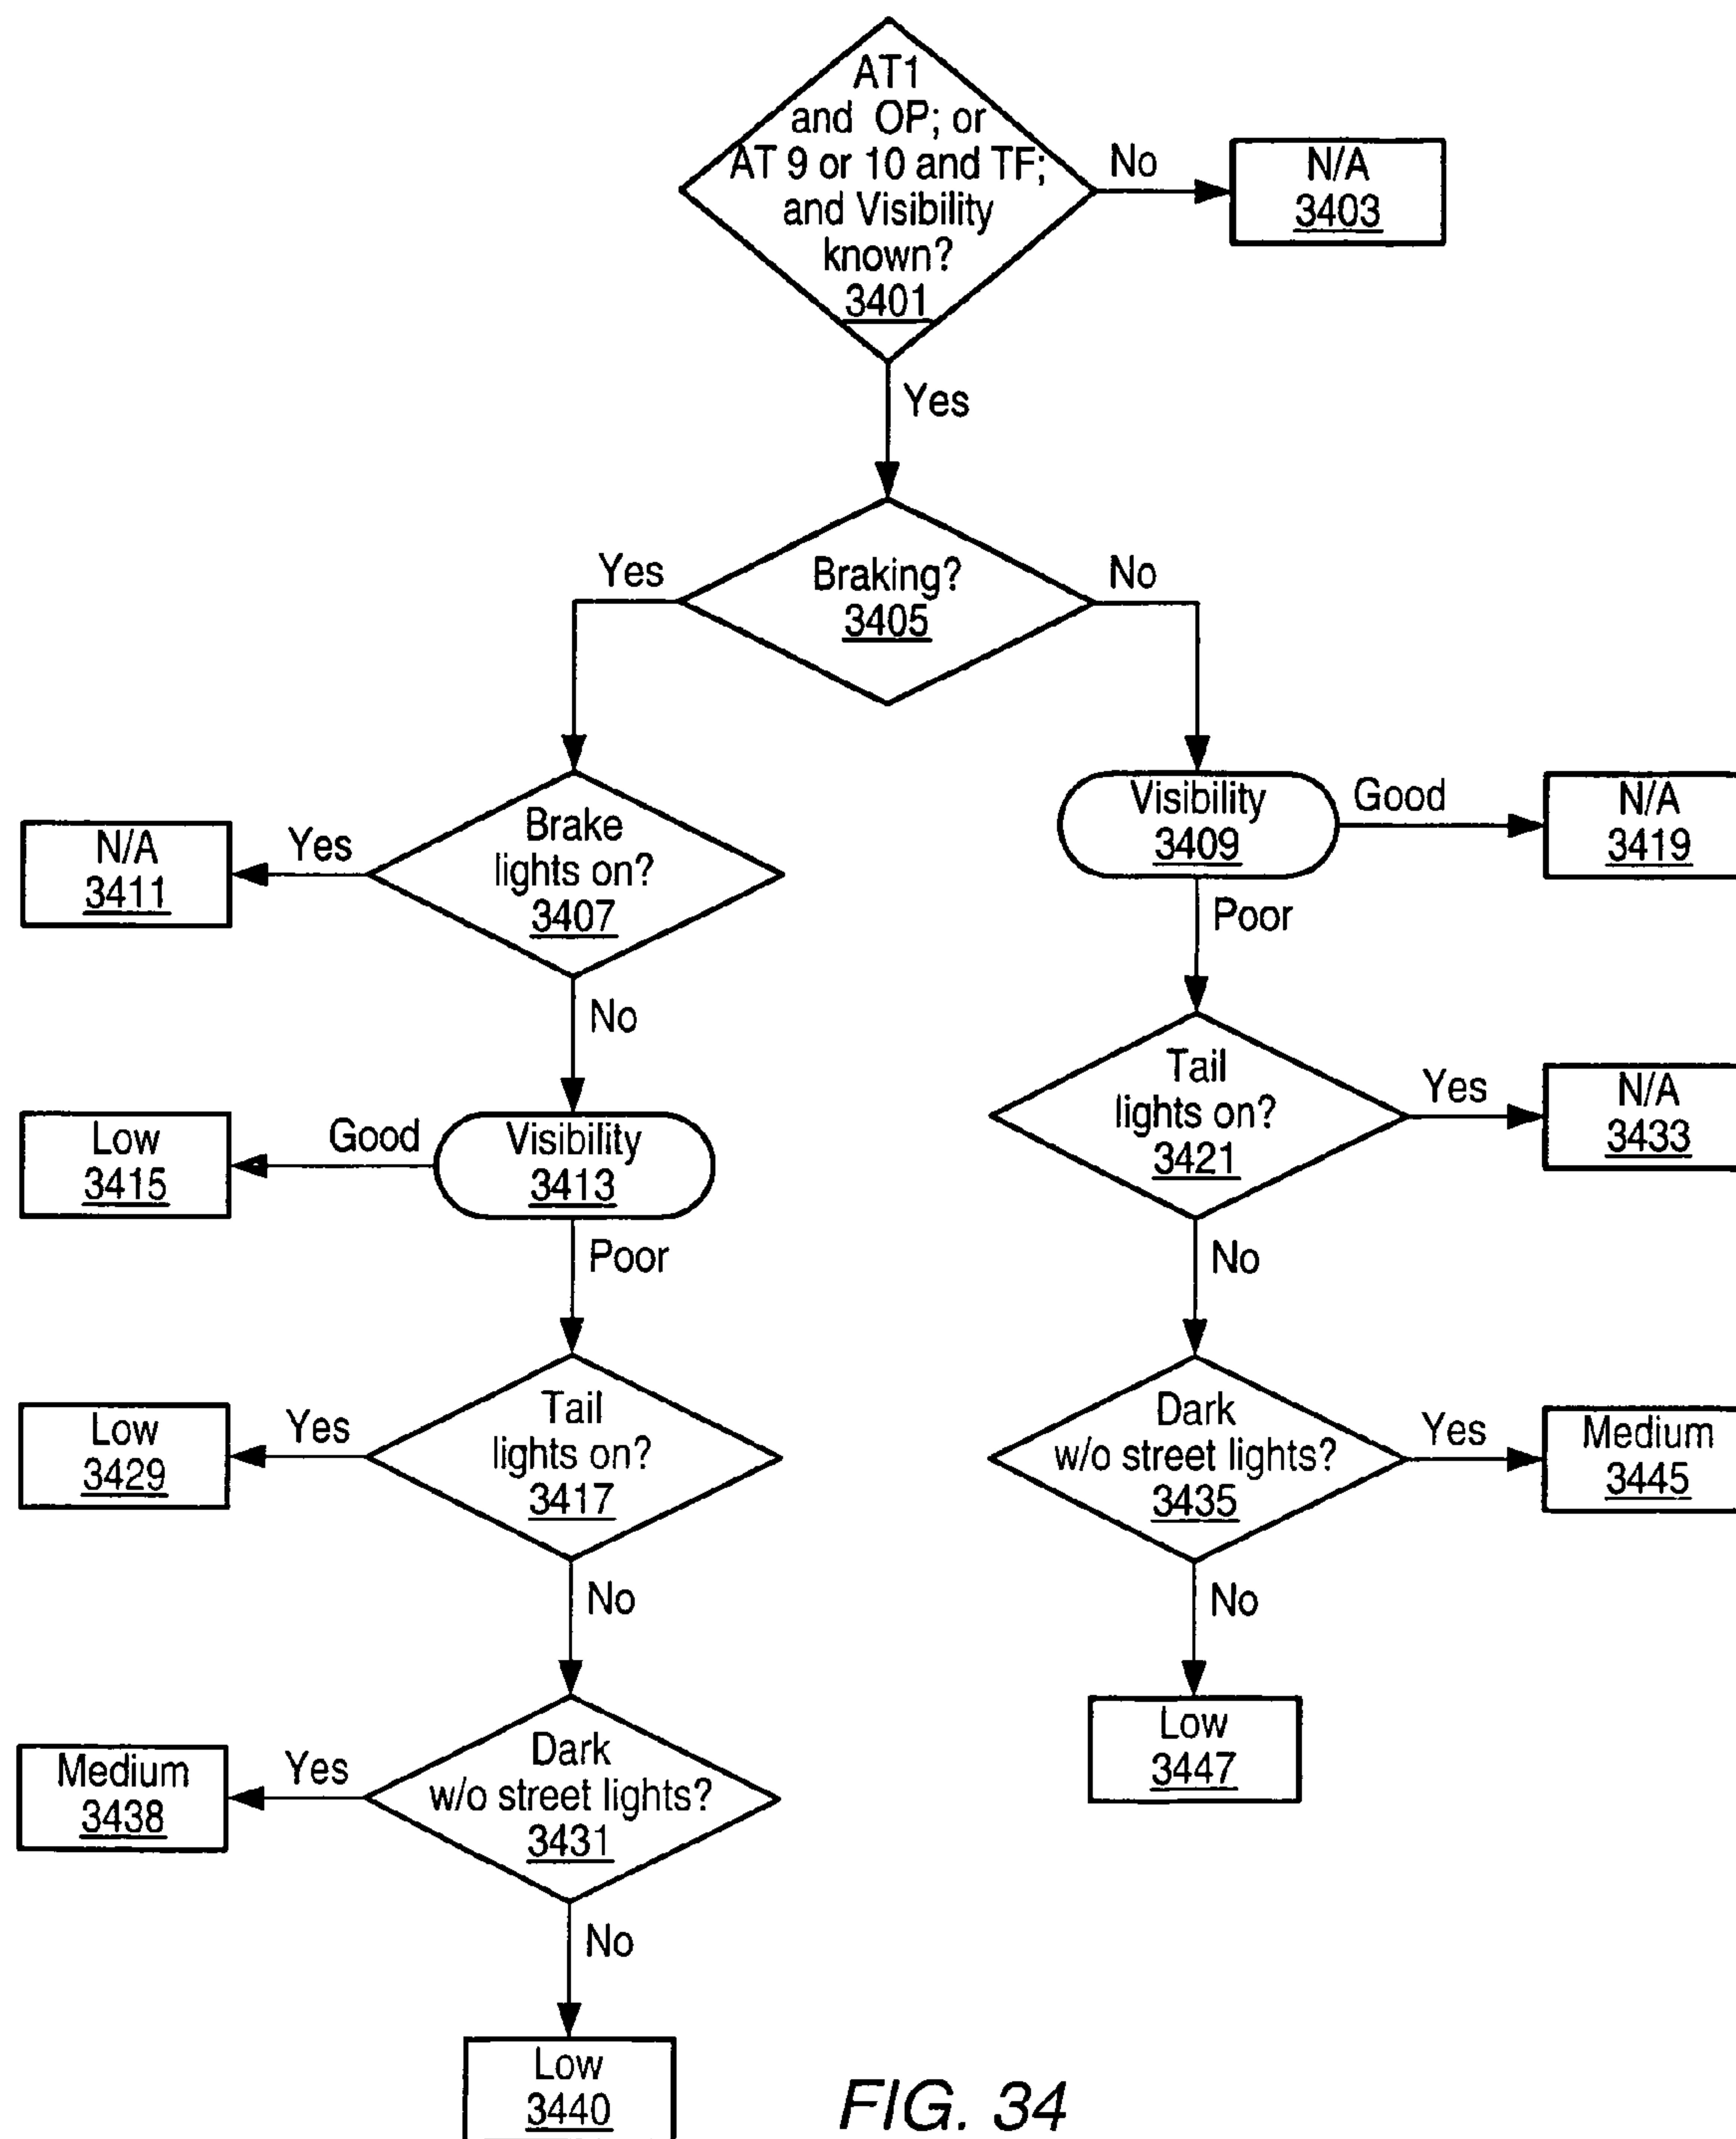 AT1
and OP; or
AT 9 or 10 and TF;
and Visibility
known?
3401
No
N/A
3403
Yes
Braking?
3405
Yes
No
Brake
lights on?
3407
Yes
N/A
3411
Visibility
3409
Good
N/A
3419
No
Poor
Visibility
3413
Good
Low
3415
Tail
lights on?
3421
Yes
N/A
3433
Poor
No
Tail
lights on?
3417
Yes
Low
3429
Dark
w/o street lights?
3435
Yes
Medium
3445
No
No
Dark
w/o street lights?
3431
Yes
Medium
3438
Low
3447
No
Low
3440
FIG. 34